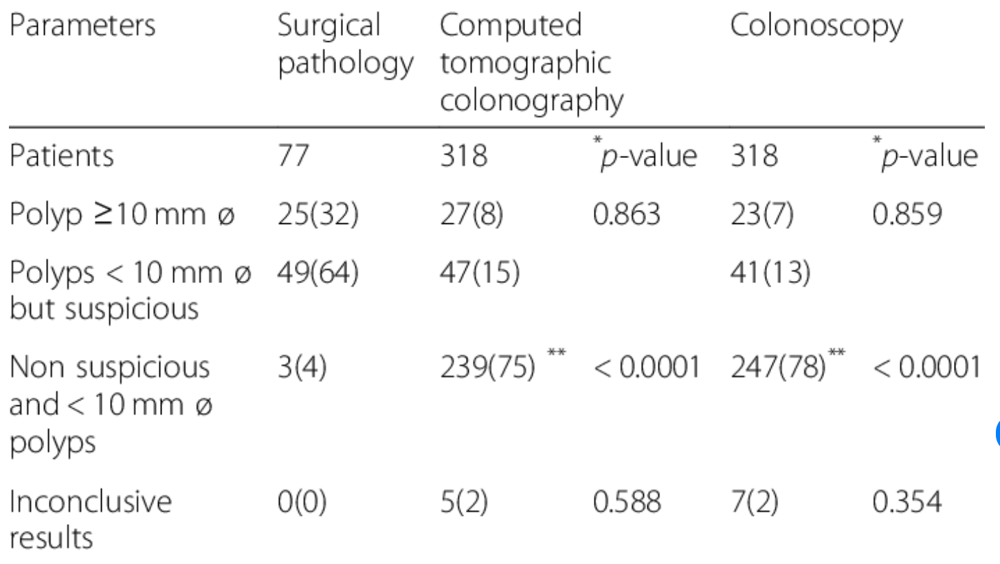 Parameters Surgical pathology Computed tomographic colonography Colonoscopy
Patients 77 318 *p-value 318 *p-value
Polyp ≥10 mm ø 25(32) 27(8) 0.863 23(7) 0.859
Polyps < 10 mm ø but suspicious 49(64) 47(15) 41(13)
Non suspicious and < 10 mm ø polyps 3(4) 239(75) ** < 0.0001 247(78)** < 0.0001
Inconclusive results 0(0) 5(2) 0.588 7(2) 0.354